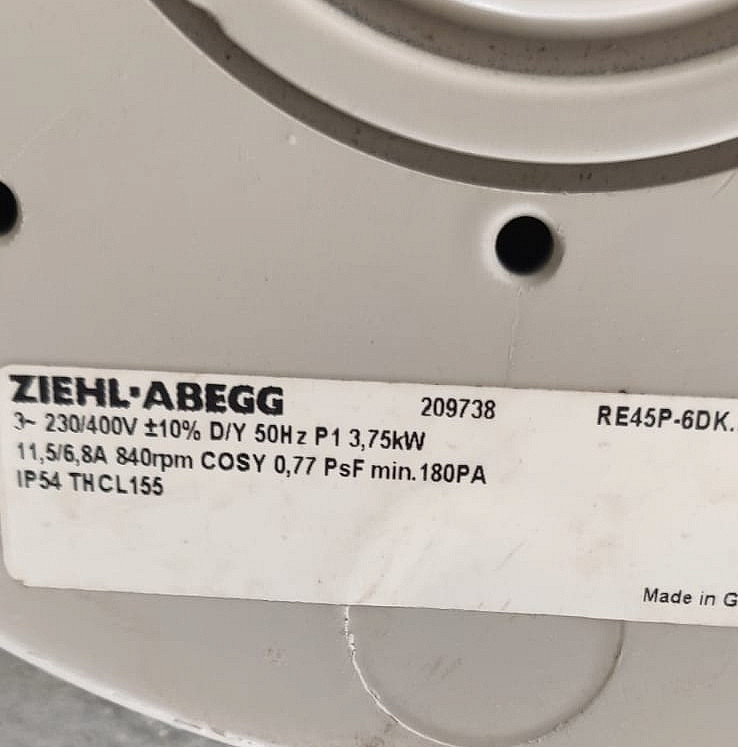 ZIEHL-ABEGG 209738 RE45P-6DK.
3~ 230/400V ±10% D/Y 50Hz P1 3,75kW
11,5/6,8A 840rpm COSY 0,77 PsF min.180PA
IP54 THCL155
Made in G